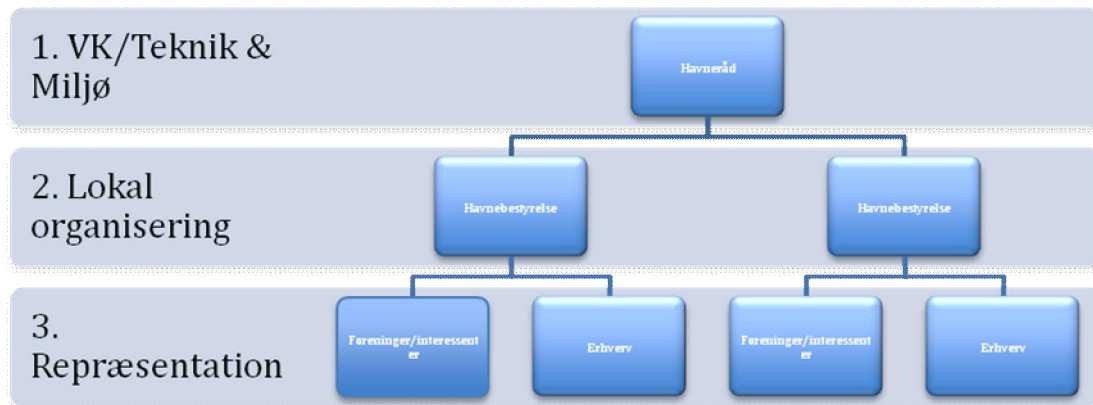 1. VK/Teknik &
Miljø
Havneråd
2. Lokal
organisering
Havnebestyrelse
Havnebestyrelse
3.
Repræsentation
Foreninger/interessent
er
Erhverv
Foreninger/interessent
er
Erhverv